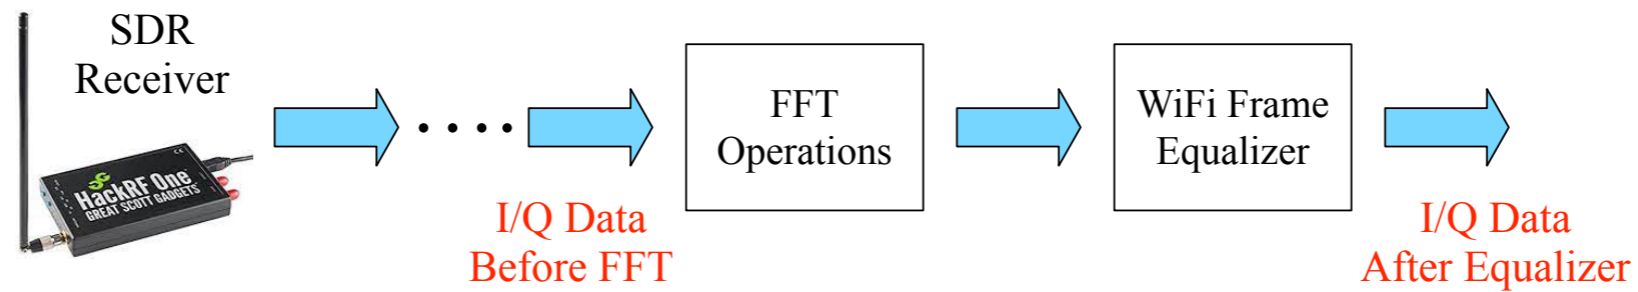 SDR
Receiver
HackRF One
GREAT SCOTT GADGETS
I/Q Data
Before FFT
FFT
Operations
WiFi Frame
Equalizer
I/Q Data
After Equalizer